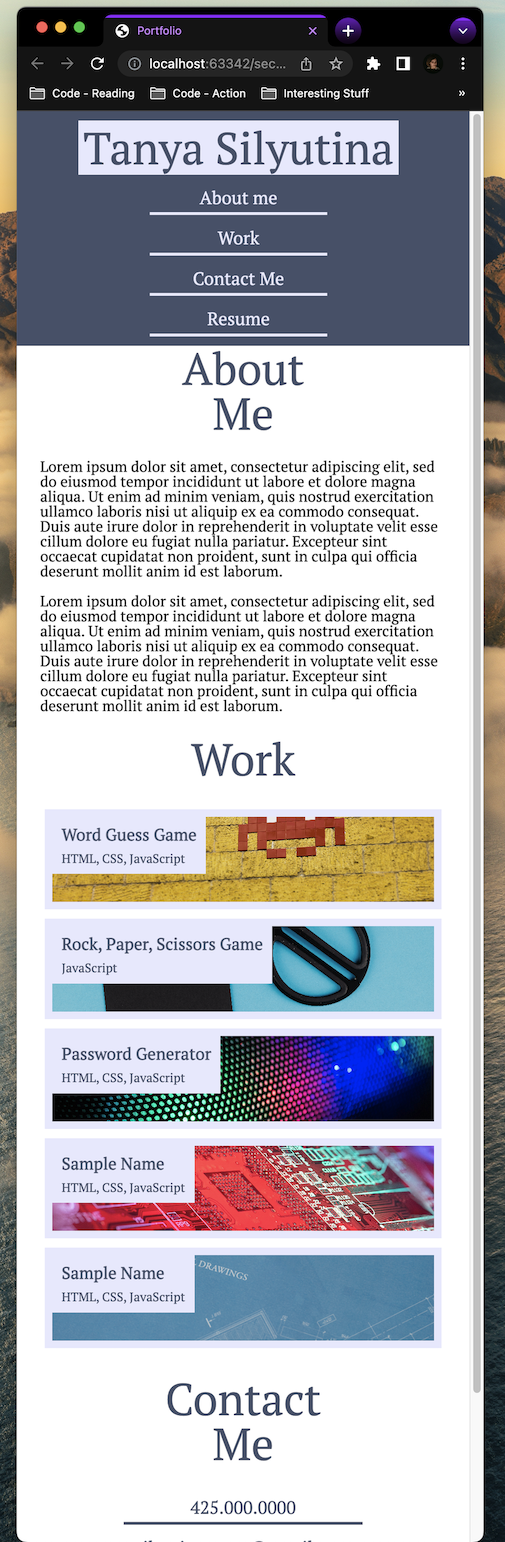 Portfolio
localhost:63342/sec...
Code - Reading Code - Action Interesting Stuff »
Tanya Silyutina
About me
Work
Contact Me
Resume
About
Me
Lorem ipsum dolor sit amet, consectetur adipiscing elit, sed
do eiusmod tempor incididunt ut labore et dolore magna
aliqua. Ut enim ad minim veniam, quis nostrud exercitation
ullamco laboris nisi ut aliquip ex ea commodo consequat.
Duis aute irure dolor in reprehenderit in voluptate velit esse
cillum dolore eu fugiat nulla pariatur. Excepteur sint
occaecat cupidatat non proident, sunt in culpa qui officia
deserunt mollit anim id est laborum.
Lorem ipsum dolor sit amet, consectetur adipiscing elit, sed
do eiusmod tempor incididunt ut labore et dolore magna
aliqua. Ut enim ad minim veniam, quis nostrud exercitation
ullamco laboris nisi ut aliquip ex ea commodo consequat.
Duis aute irure dolor in reprehenderit in voluptate velit esse
cillum dolore eu fugiat nulla pariatur. Excepteur sint
occaecat cupidatat non proident, sunt in culpa qui officia
deserunt mollit anim id est laborum.
Work
Word Guess Game
HTML, CSS, JavaScript
Rock, Paper, Scissors Game
JavaScript
Password Generator
HTML, CSS, JavaScript
Sample Name
HTML, CSS, JavaScript
Sample Name
DRAWINGS
HTML, CSS, JavaScript
Contact
Me
425.000.0000